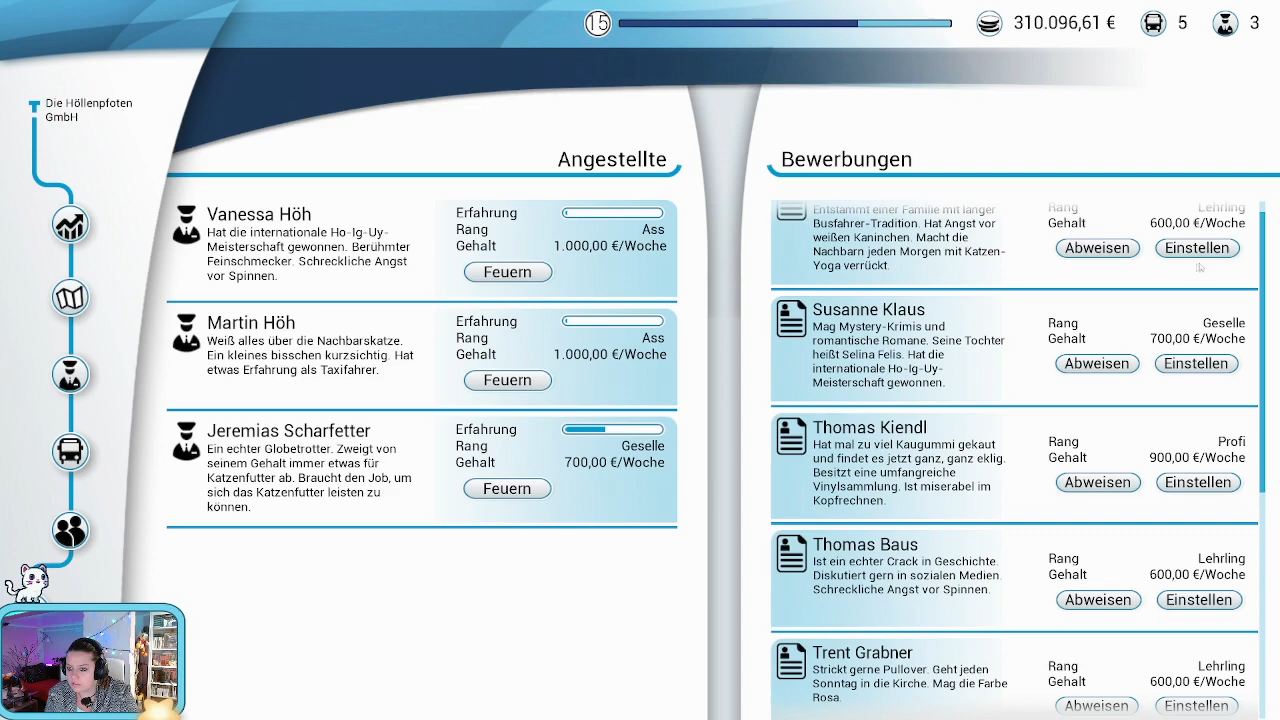 15
310.096,61 €
5
3
Die Höllenpfoten
GmbH
Angestellte
Vanessa Höh
Hat die internationale Ho-Ig-Uy-
Meisterschaft gewonnen. Berühmter
Feinschmecker. Schreckliche Angst
vor Spinnen.
Erfahrung
Rang Ass
Gehalt 1.000,00 €/Woche
Feuern
Martin Höh
Weiß alles über die Nachbarskatze.
Ein kleines bisschen kurzsichtig. Hat
etwas Erfahrung als Taxifahrer.
Erfahrung
Rang Ass
Gehalt 1.000,00 €/Woche
Feuern
Jeremias Scharfetter
Ein echter Globetrotter. Zweigt von
seinem Gehalt immer etwas für
Katzenfutter ab. Braucht den Job, um
sich das Katzenfutter leisten zu
können.
Erfahrung
Rang Geselle
Gehalt 700,00 €/Woche
Feuern
Bewerbungen
Entstammt einer Familie mit langer
Busfahrer-Tradition. Hat Angst vor
weißen Kaninchen. Macht die
Nachbarn jeden Morgen mit Katzen-
Yoga verrückt.
Rang Lehrling
Gehalt 600,00 €/Woche
Abweisen Einstellen
Susanne Klaus
Mag Mystery-Krimis und
romantische Romane. Seine Tochter
heißt Selina Felis. Hat die
internationale Ho-Ig-Uy-
Meisterschaft gewonnen.
Rang Geselle
Gehalt 700,00 €/Woche
Abweisen Einstellen
Thomas Kiendl
Hat mal zu viel Kaugummi gekaut
und findet es jetzt ganz, ganz eklig.
Besitzt eine umfangreiche
Vinylsammlung. Ist miserabel im
Kopfrechnen.
Rang Profi
Gehalt 900,00 €/Woche
Abweisen Einstellen
Thomas Baus
Ist ein echter Crack in Geschichte.
Diskutiert gern in sozialen Medien.
Schreckliche Angst vor Spinnen.
Rang Lehrling
Gehalt 600,00 €/Woche
Abweisen Einstellen
Trent Grabner
Strickt gerne Pullover. Geht jeden
Sonntag in die Kirche. Mag die Farbe
Rosa.
Rang Lehrling
Gehalt 600,00 €/Woche
Abweisen Einstellen